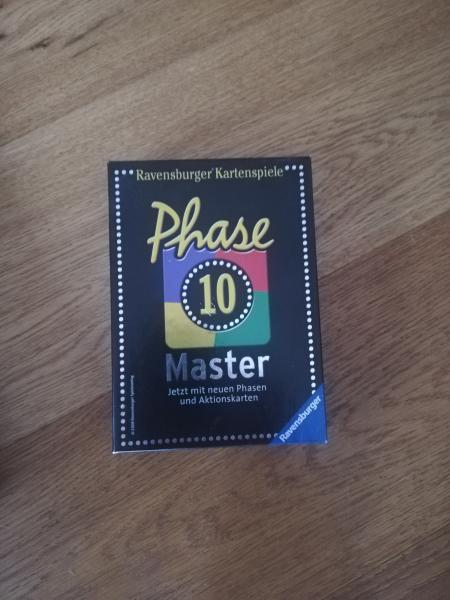 Ravensburger® Kartenspiele
Phase
10
Master
Jetzt mit neuen Phasen
und Aktionskarten
Ravensburger